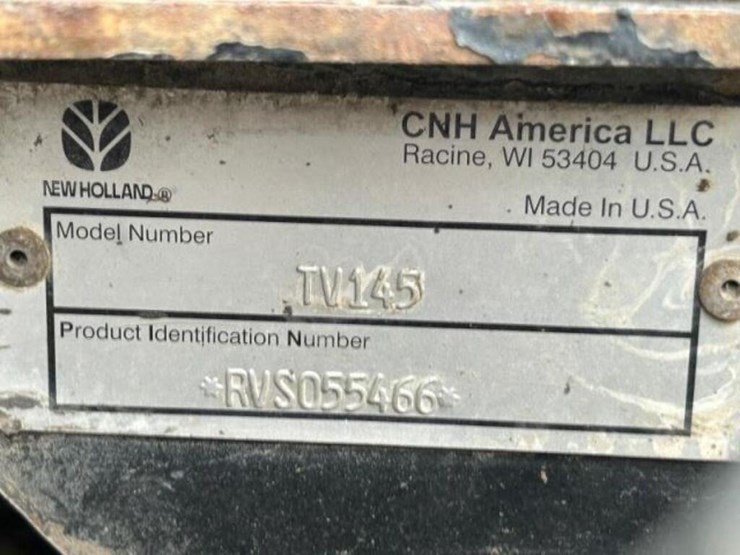 CNH America LLC
Racine, WI 53404 U.S.A.
NEW HOLLAND®
Made In U.S.A.
Model Number
TV145
Product Identification Number
*RVS055466*